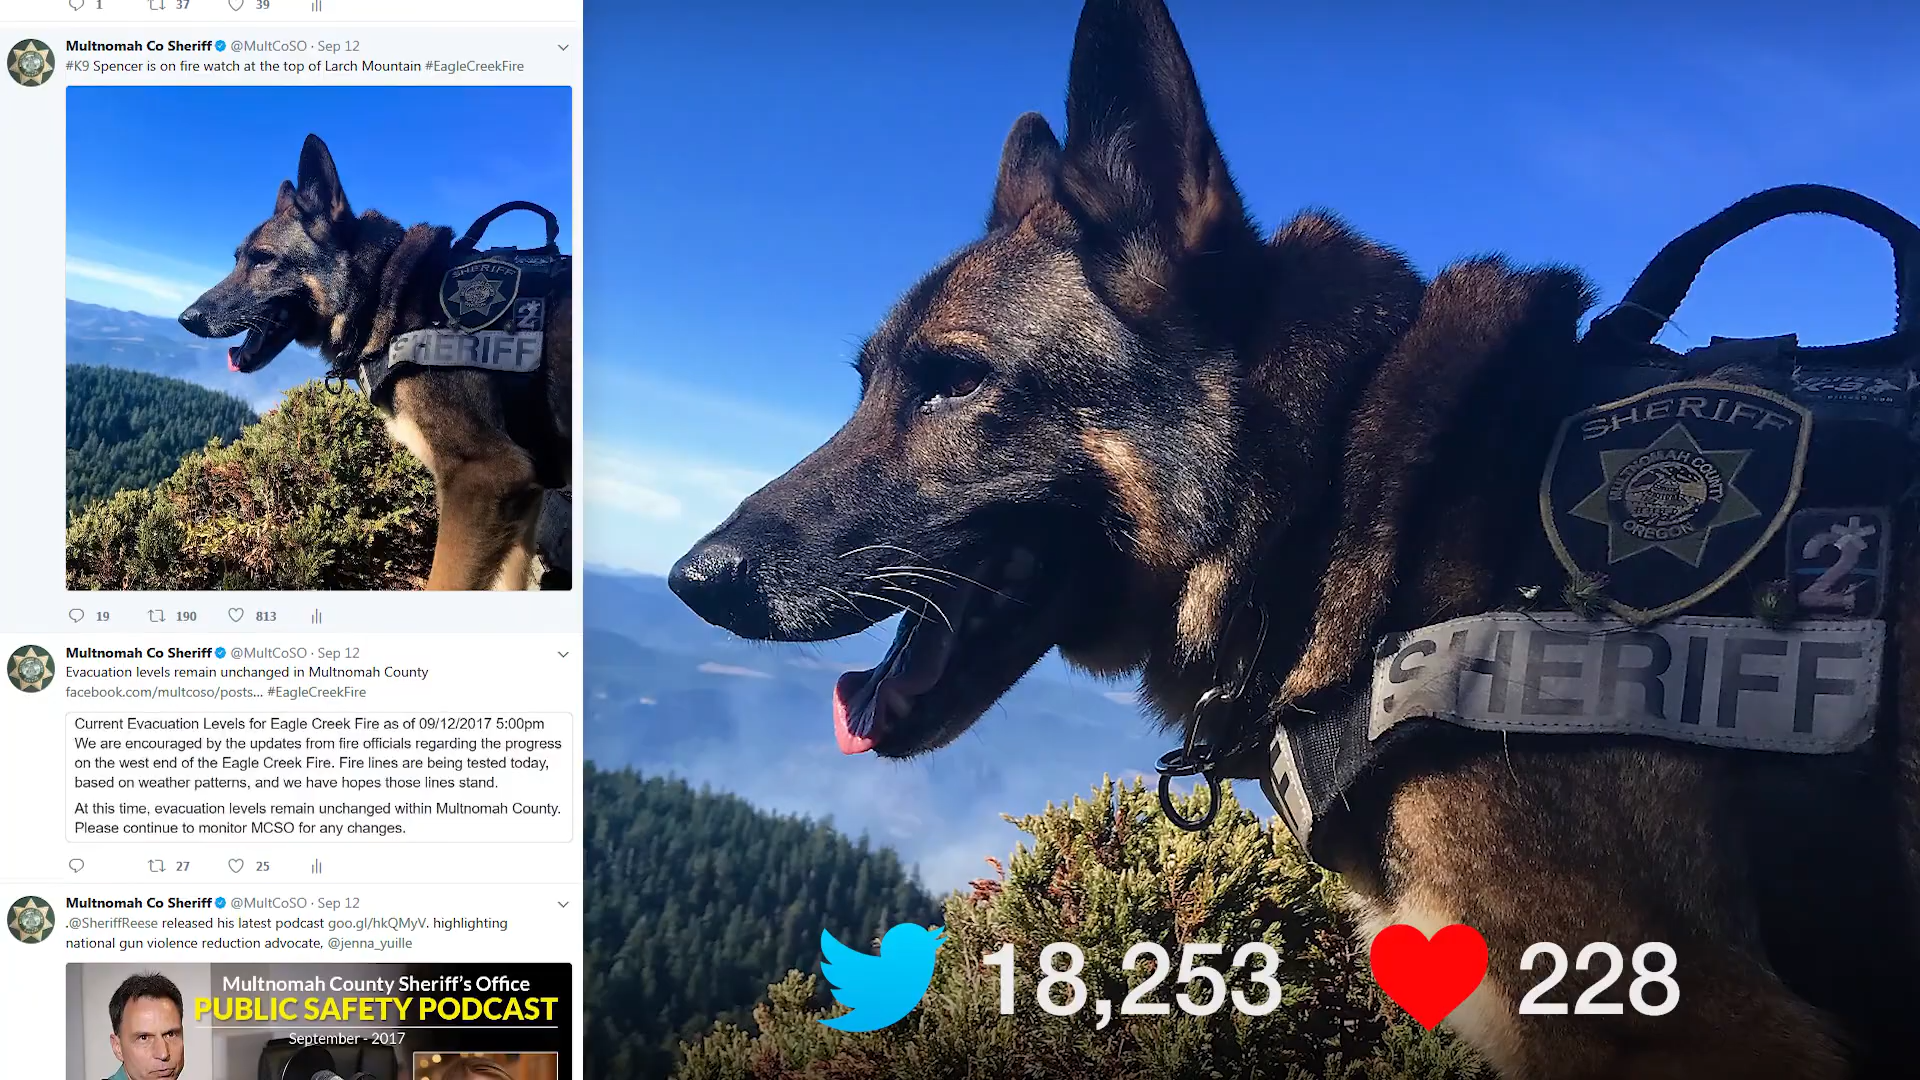 1 37 39
Multnomah Co Sheriff @MultCoSO · Sep 12
#K9 Spencer is on fire watch at the top of Larch Mountain #EagleCreekFire
SHERIFF
2
SHERIFF
19 190 813
Multnomah Co Sheriff @MultCoSO · Sep 12
Evacuation levels remain unchanged in Multnomah County
facebook.com/multcoso/posts... #EagleCreekFire
Current Evacuation Levels for Eagle Creek Fire as of 09/12/2017 5:00pm
We are encouraged by the updates from fire officials regarding the progress
on the west end of the Eagle Creek Fire. Fire lines are being tested today,
based on weather patterns, and we have hopes those lines stand.
At this time, evacuation levels remain unchanged within Multnomah County.
Please continue to monitor MCSO for any changes.
27 25
Multnomah Co Sheriff @MultCoSO · Sep 12
.@SheriffReese released his latest podcast goo.gl/hkQMyV. highlighting
national gun violence reduction advocate, @jenna_yuille
Multnomah County Sheriff's Office
PUBLIC SAFETY PODCAST
September - 2017
SHERIFF
MULTNOMAH COUNTY
OREGON
2
SHERIFF
18,253 228